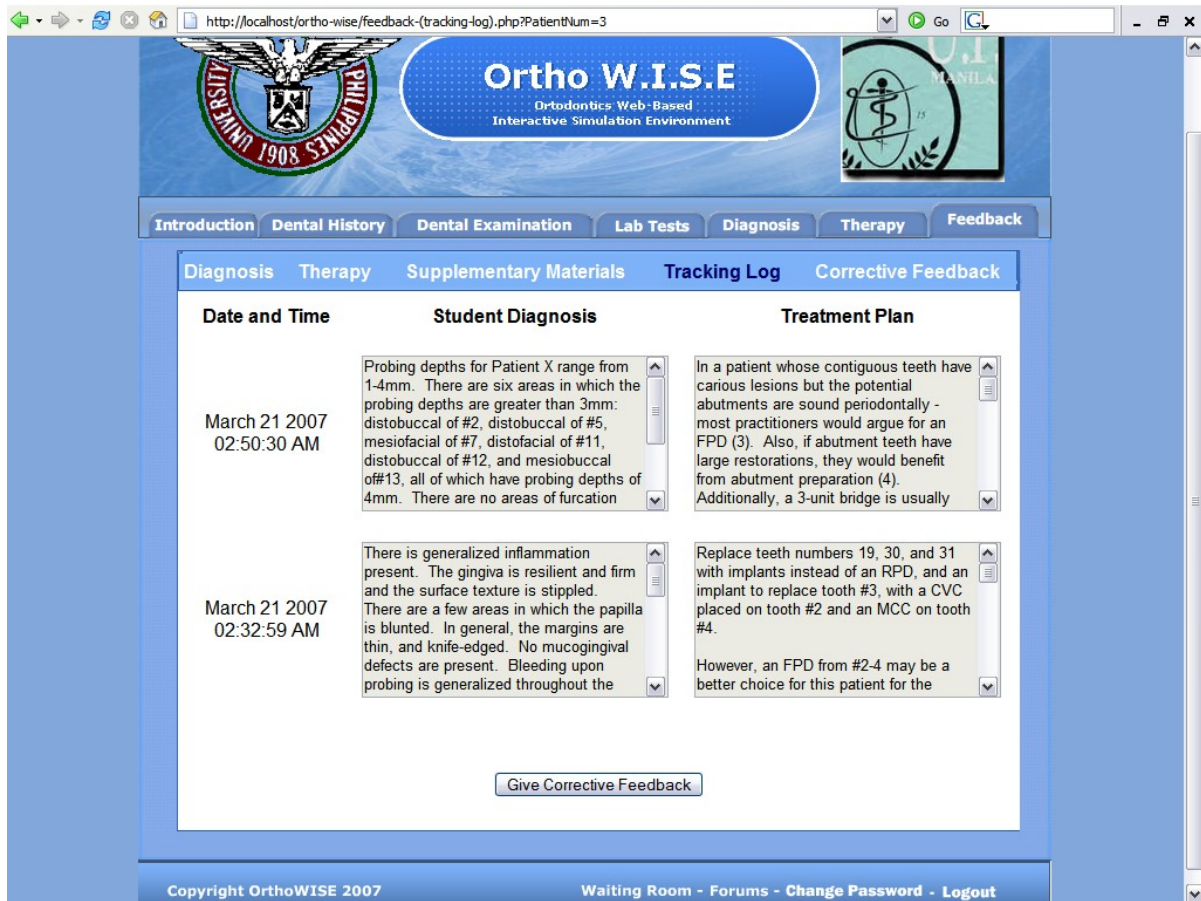 http://localhost/ortho-wise/feedback-(tracking-log).php?PatientNum=3
Go
G
PHILIPPINES
UNIVERSITY
1908
Ortho W.I.S.E
Ortodontics Web-Based
Interactive Simulation Environment
MANILA
15
Introduction Dental History Dental Examination Lab Tests Diagnosis Therapy Feedback
Diagnosis Therapy Supplementary Materials Tracking Log Corrective Feedback
Date and Time Student Diagnosis Treatment Plan
March 21 2007
02:50:30 AM
Probing depths for Patient X range from
1-4mm. There are six areas in which the
probing depths are greater than 3mm:
distobuccal of #2, distobuccal of #5,
mesiofacial of #7, distofacial of #11,
distobuccal of #12, and mesiobuccal
of#13, all of which have probing depths of
4mm. There are no areas of furcation
In a patient whose contiguous teeth have
carious lesions but the potential
abutments are sound periodontally -
most practitioners would argue for an
FPD (3). Also, if abutment teeth have
large restorations, they would benefit
from abutment preparation (4).
Additionally, a 3-unit bridge is usually
March 21 2007
02:32:59 AM
There is generalized inflammation
present. The gingiva is resilient and firm
and the surface texture is stippled.
There are a few areas in which the papilla
is blunted. In general, the margins are
thin, and knife-edged. No mucogingival
defects are present. Bleeding upon
probing is generalized throughout the
Replace teeth numbers 19, 30, and 31
with implants instead of an RPD, and an
implant to replace tooth #3, with a CVC
placed on tooth #2 and an MCC on tooth
#4.
However, an FPD from #2-4 may be a
better choice for this patient for the
Give Corrective Feedback
Copyright OrthoWISE 2007
Waiting Room - Forums - Change Password - Logout